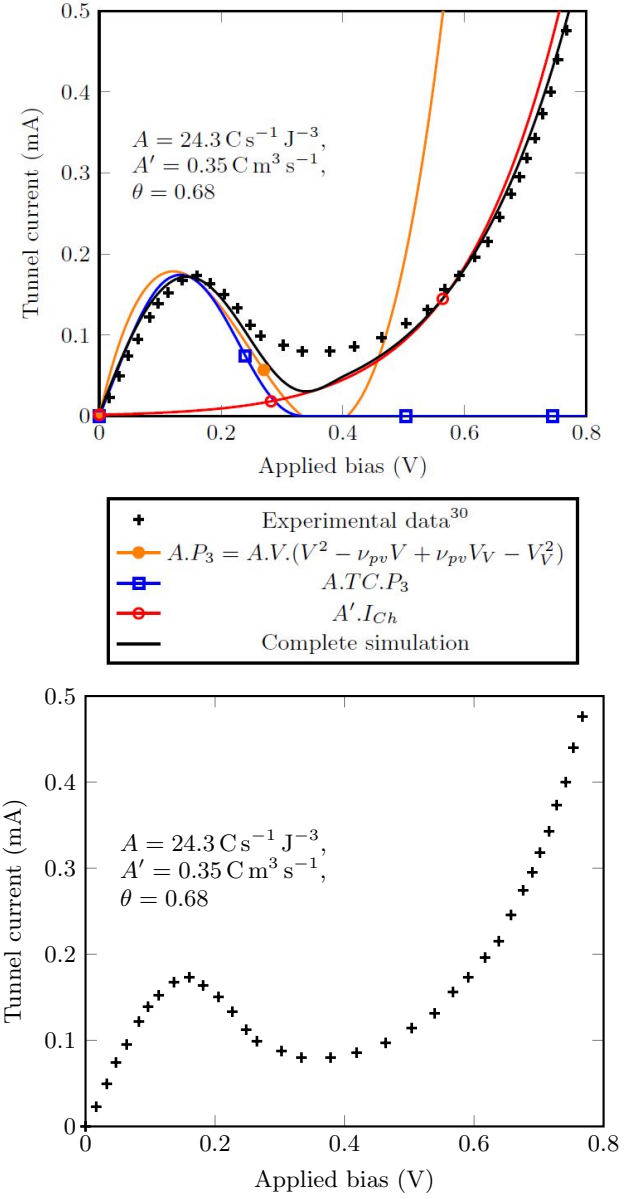 0.5
0.4
0.3
0.2
0.1
0
Tunnel current (mA)
A = 24.3 C s⁻¹ J⁻³,
A′ = 0.35 C m³ s⁻¹,
θ = 0.68
0 0.2 0.4 0.6 0.8
Applied bias (V)
Experimental data³⁰
A.P₃ = A.V.(V² − νₚᵥV + νₚᵥV_V − V_V²)
A.TC.P₃
A′.I_Ch
Complete simulation
0.5
0.4
0.3
0.2
0.1
0
Tunnel current (mA)
A = 24.3 C s⁻¹ J⁻³,
A′ = 0.35 C m³ s⁻¹,
θ = 0.68
0 0.2 0.4 0.6 0.8
Applied bias (V)